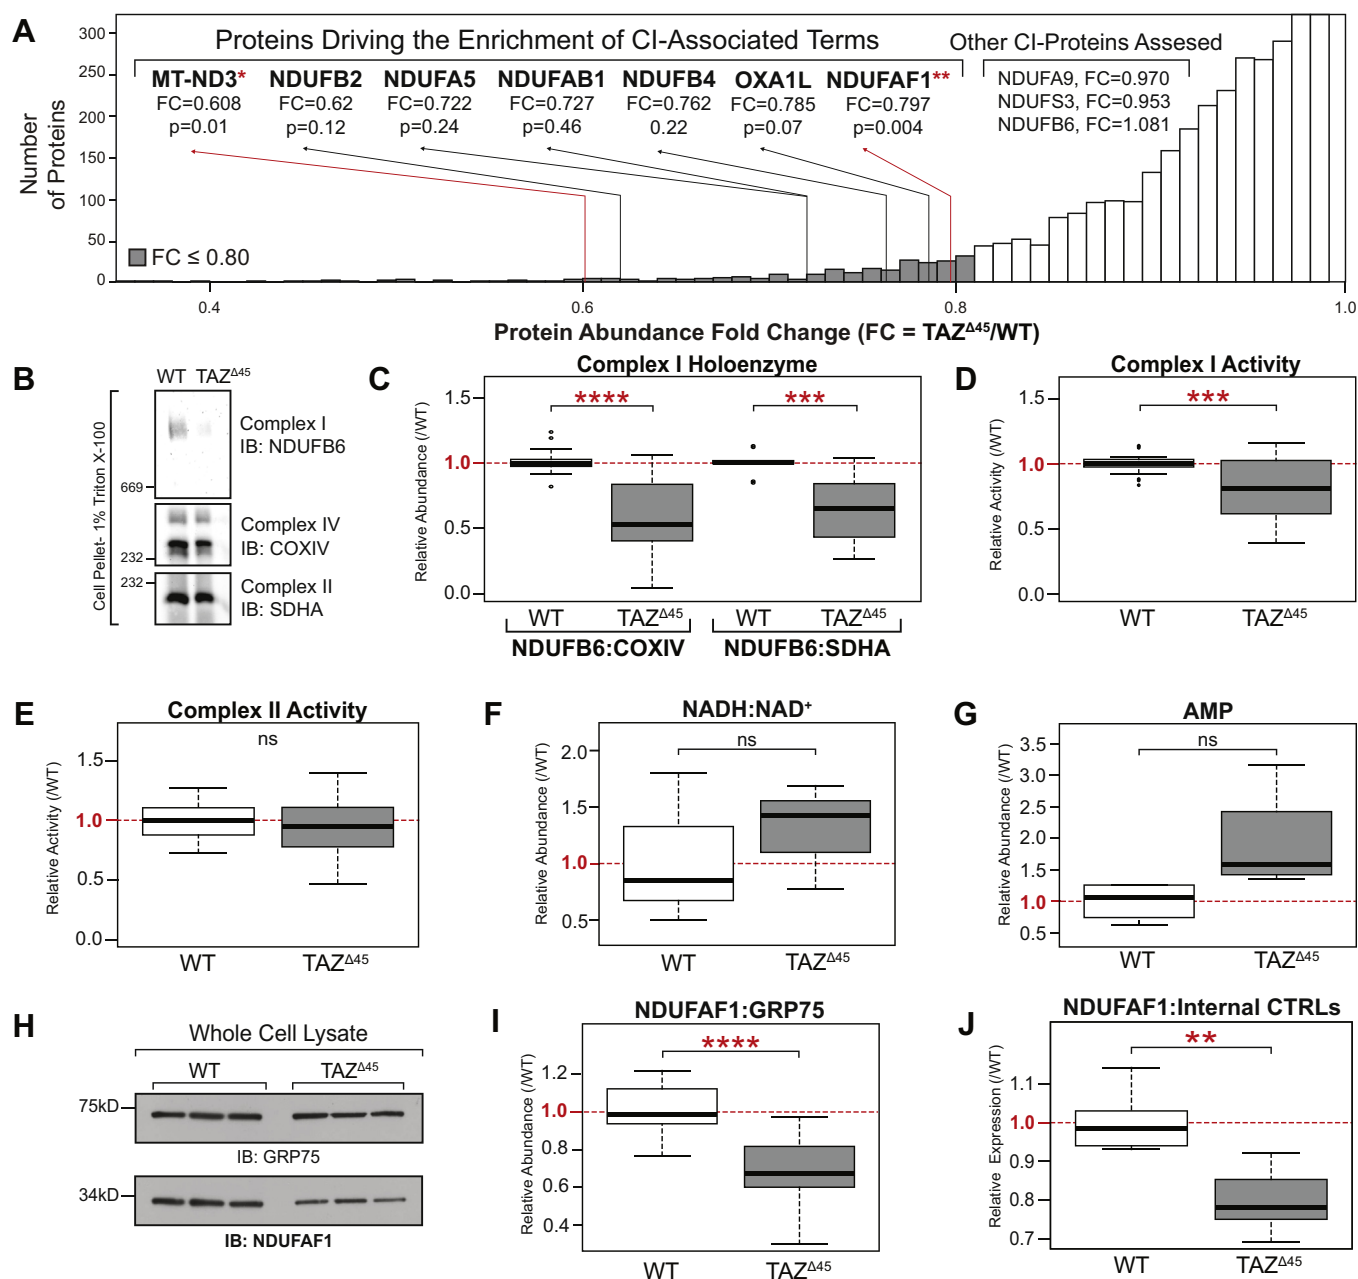 A
Proteins Driving the Enrichment of CI-Associated Terms
Other CI-Proteins Assesed
MT-ND3* NDUFB2 NDUFA5 NDUFAB1 NDUFB4 OXA1L NDUFAF1**
FC=0.608 FC=0.62 FC=0.722 FC=0.727 FC=0.762 FC=0.785 FC=0.797
p=0.01 p=0.12 p=0.24 p=0.46 0.22 p=0.07 p=0.004
NDUFA9, FC=0.970
NDUFS3, FC=0.953
NDUFB6, FC=1.081
Number of Proteins
300
250
200
150
100
50
0
FC ≤ 0.80
0.4 0.6 0.8 1.0
Protein Abundance Fold Change (FC = TAZΔ45/WT)
B
WT TAZΔ45
Cell Pellet- 1% Triton X-100
Complex I
IB: NDUFB6
669
Complex IV
IB: COXIV
232
232
Complex II
IB: SDHA
C
Complex I Holoenzyme
Relative Abundance (/WT)
1.5
1.0
0.5
0.0
**** ***
WT TAZΔ45 WT TAZΔ45
NDUFB6:COXIV NDUFB6:SDHA
D
Complex I Activity
Relative Activity (/WT)
1.5
1.0
0.5
0.0
***
WT TAZΔ45
E
Complex II Activity
ns
Relative Activity (/WT)
1.5
1.0
0.5
0.0
WT TAZΔ45
F
NADH:NAD+
ns
Relative Abundance (/WT)
2.0
1.5
1.0
0.5
WT TAZΔ45
G
AMP
ns
Relative Abundance (/WT)
3.5
3.0
2.5
2.0
1.5
1.0
0.5
WT TAZΔ45
H
Whole Cell Lysate
WT TAZΔ45
75kD
IB: GRP75
34kD
IB: NDUFAF1
I
NDUFAF1:GRP75
****
Relative Abundance (/WT)
1.2
1.0
0.8
0.6
0.4
WT TAZΔ45
J
NDUFAF1:Internal CTRLs
**
Relative Expression (/WT)
1.1
1.0
0.9
0.8
0.7
WT TAZΔ45